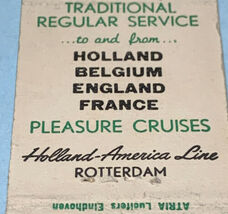 TRADITIONAL
REGULAR SERVICE
...to and from...
HOLLAND
BELGIUM
ENGLAND
FRANCE
PLEASURE CRUISES
Holland-America Line
ROTTERDAM
ATRIA Lucifers Eindhoven